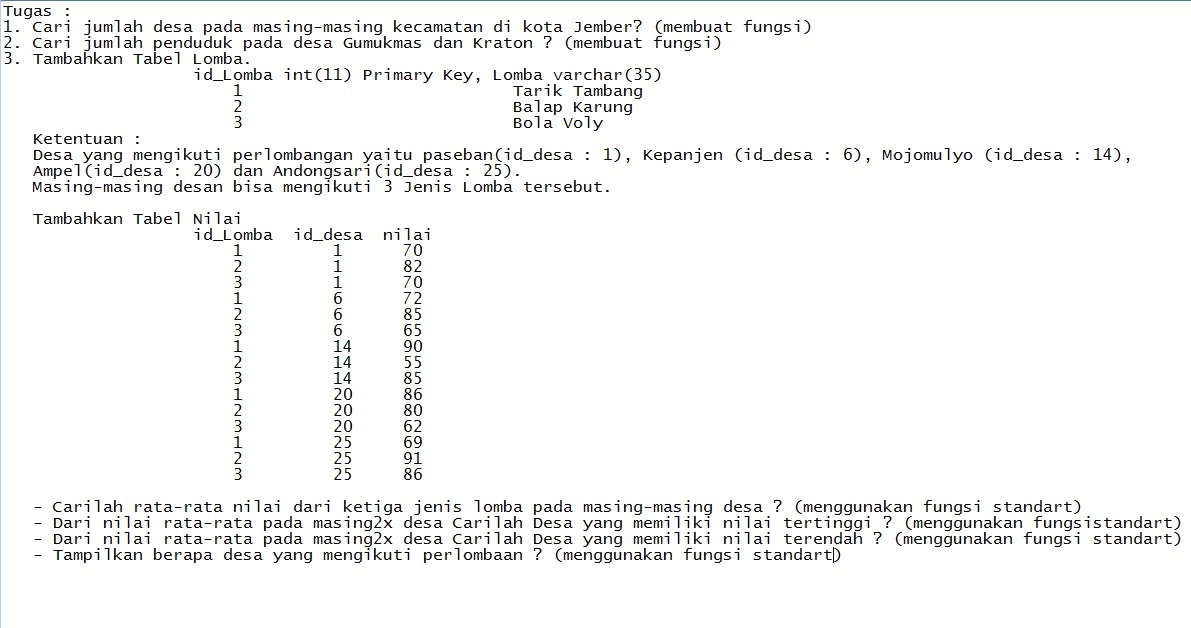 Tugas :
1. Cari jumlah desa pada masing-masing kecamatan di kota Jember? (membuat fungsi)
2. Cari jumlah penduduk pada desa Gumukmas dan Kraton ? (membuat fungsi)
3. Tambahkan Tabel Lomba.
id_Lomba int(11) Primary Key, Lomba varchar(35)
1 Tarik Tambang
2 Balap Karung
3 Bola Voly
Ketentuan :
Desa yang mengikuti perlombangan yaitu paseban(id_desa : 1), Kepanjen (id_desa : 6), Mojomulyo (id_desa : 14),
Ampel(id_desa : 20) dan Andongsari(id_desa : 25).
Masing-masing desan bisa mengikuti 3 Jenis Lomba tersebut.
Tambahkan Tabel Nilai
id_Lomba id_desa nilai
1 1 70
2 1 82
3 1 70
1 6 72
2 6 85
3 6 65
1 14 90
2 14 55
3 14 85
1 20 86
2 20 80
3 20 62
1 25 69
2 25 91
3 25 86
- Carilah rata-rata nilai dari ketiga jenis lomba pada masing-masing desa ? (menggunakan fungsi standart)
- Dari nilai rata-rata pada masing2x desa Carilah Desa yang memiliki nilai tertinggi ? (menggunakan fungsistandart)
- Dari nilai rata-rata pada masing2x desa Carilah Desa yang memiliki nilai terendah ? (menggunakan fungsi standart)
- Tampilkan berapa desa yang mengikuti perlombaan ? (menggunakan fungsi standart)